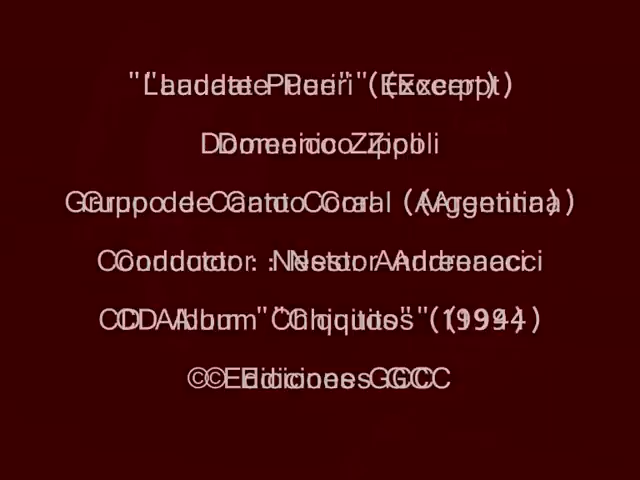 "Laudate Pueri" (Excerpt)
Domenico Zipoli
Grupo de Canto Coral (Argentina)
Conductor : Nestor Andrenacci
CD Album "Chiquitos" (1994)
© Ediciones GCC